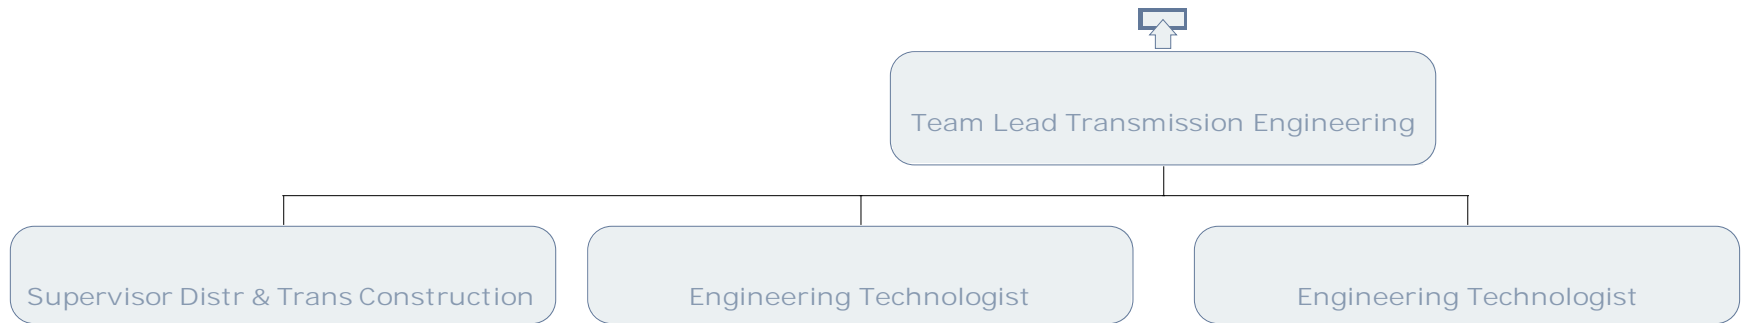 Team Lead Transmission Engineering
Supervisor Distr & Trans Construction
Engineering Technologist
Engineering Technologist